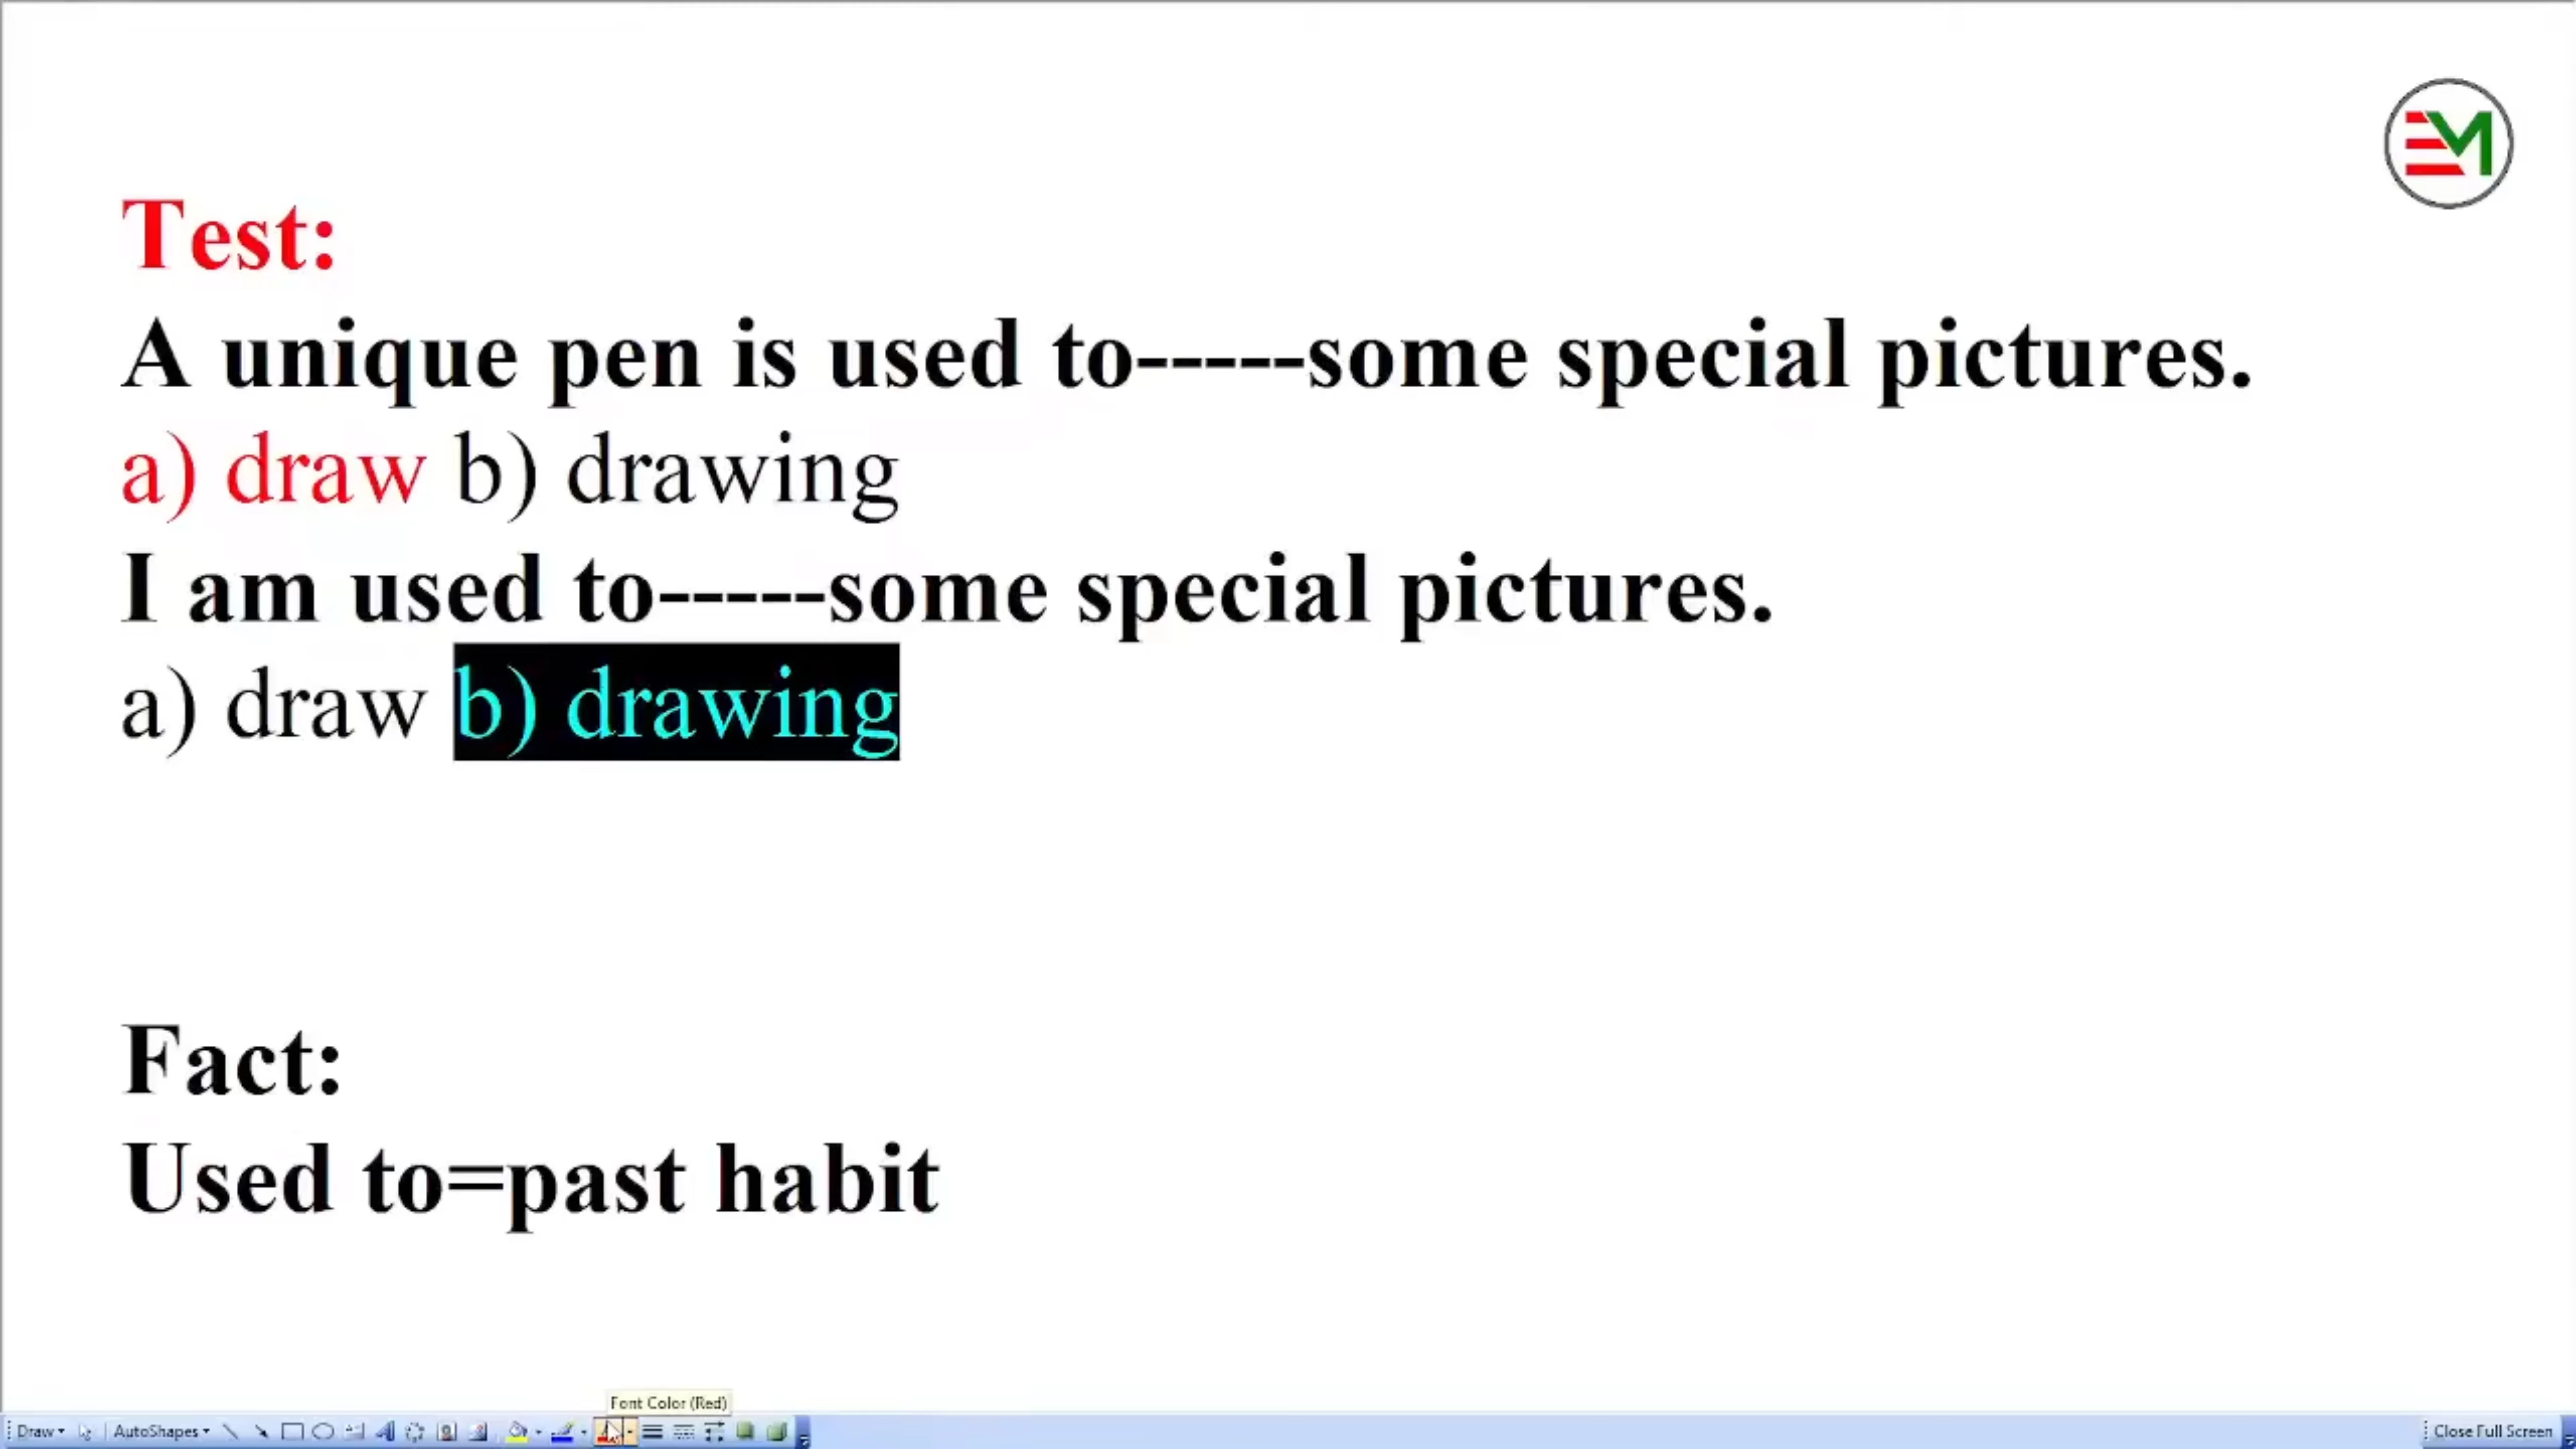 EM
Test:
A unique pen is used to-----some special pictures.
a) draw b) drawing
I am used to-----some special pictures.
a) draw b) drawing
Fact:
Used to=past habit
Font Color (Red)
Draw AutoShapes Close Full Screen